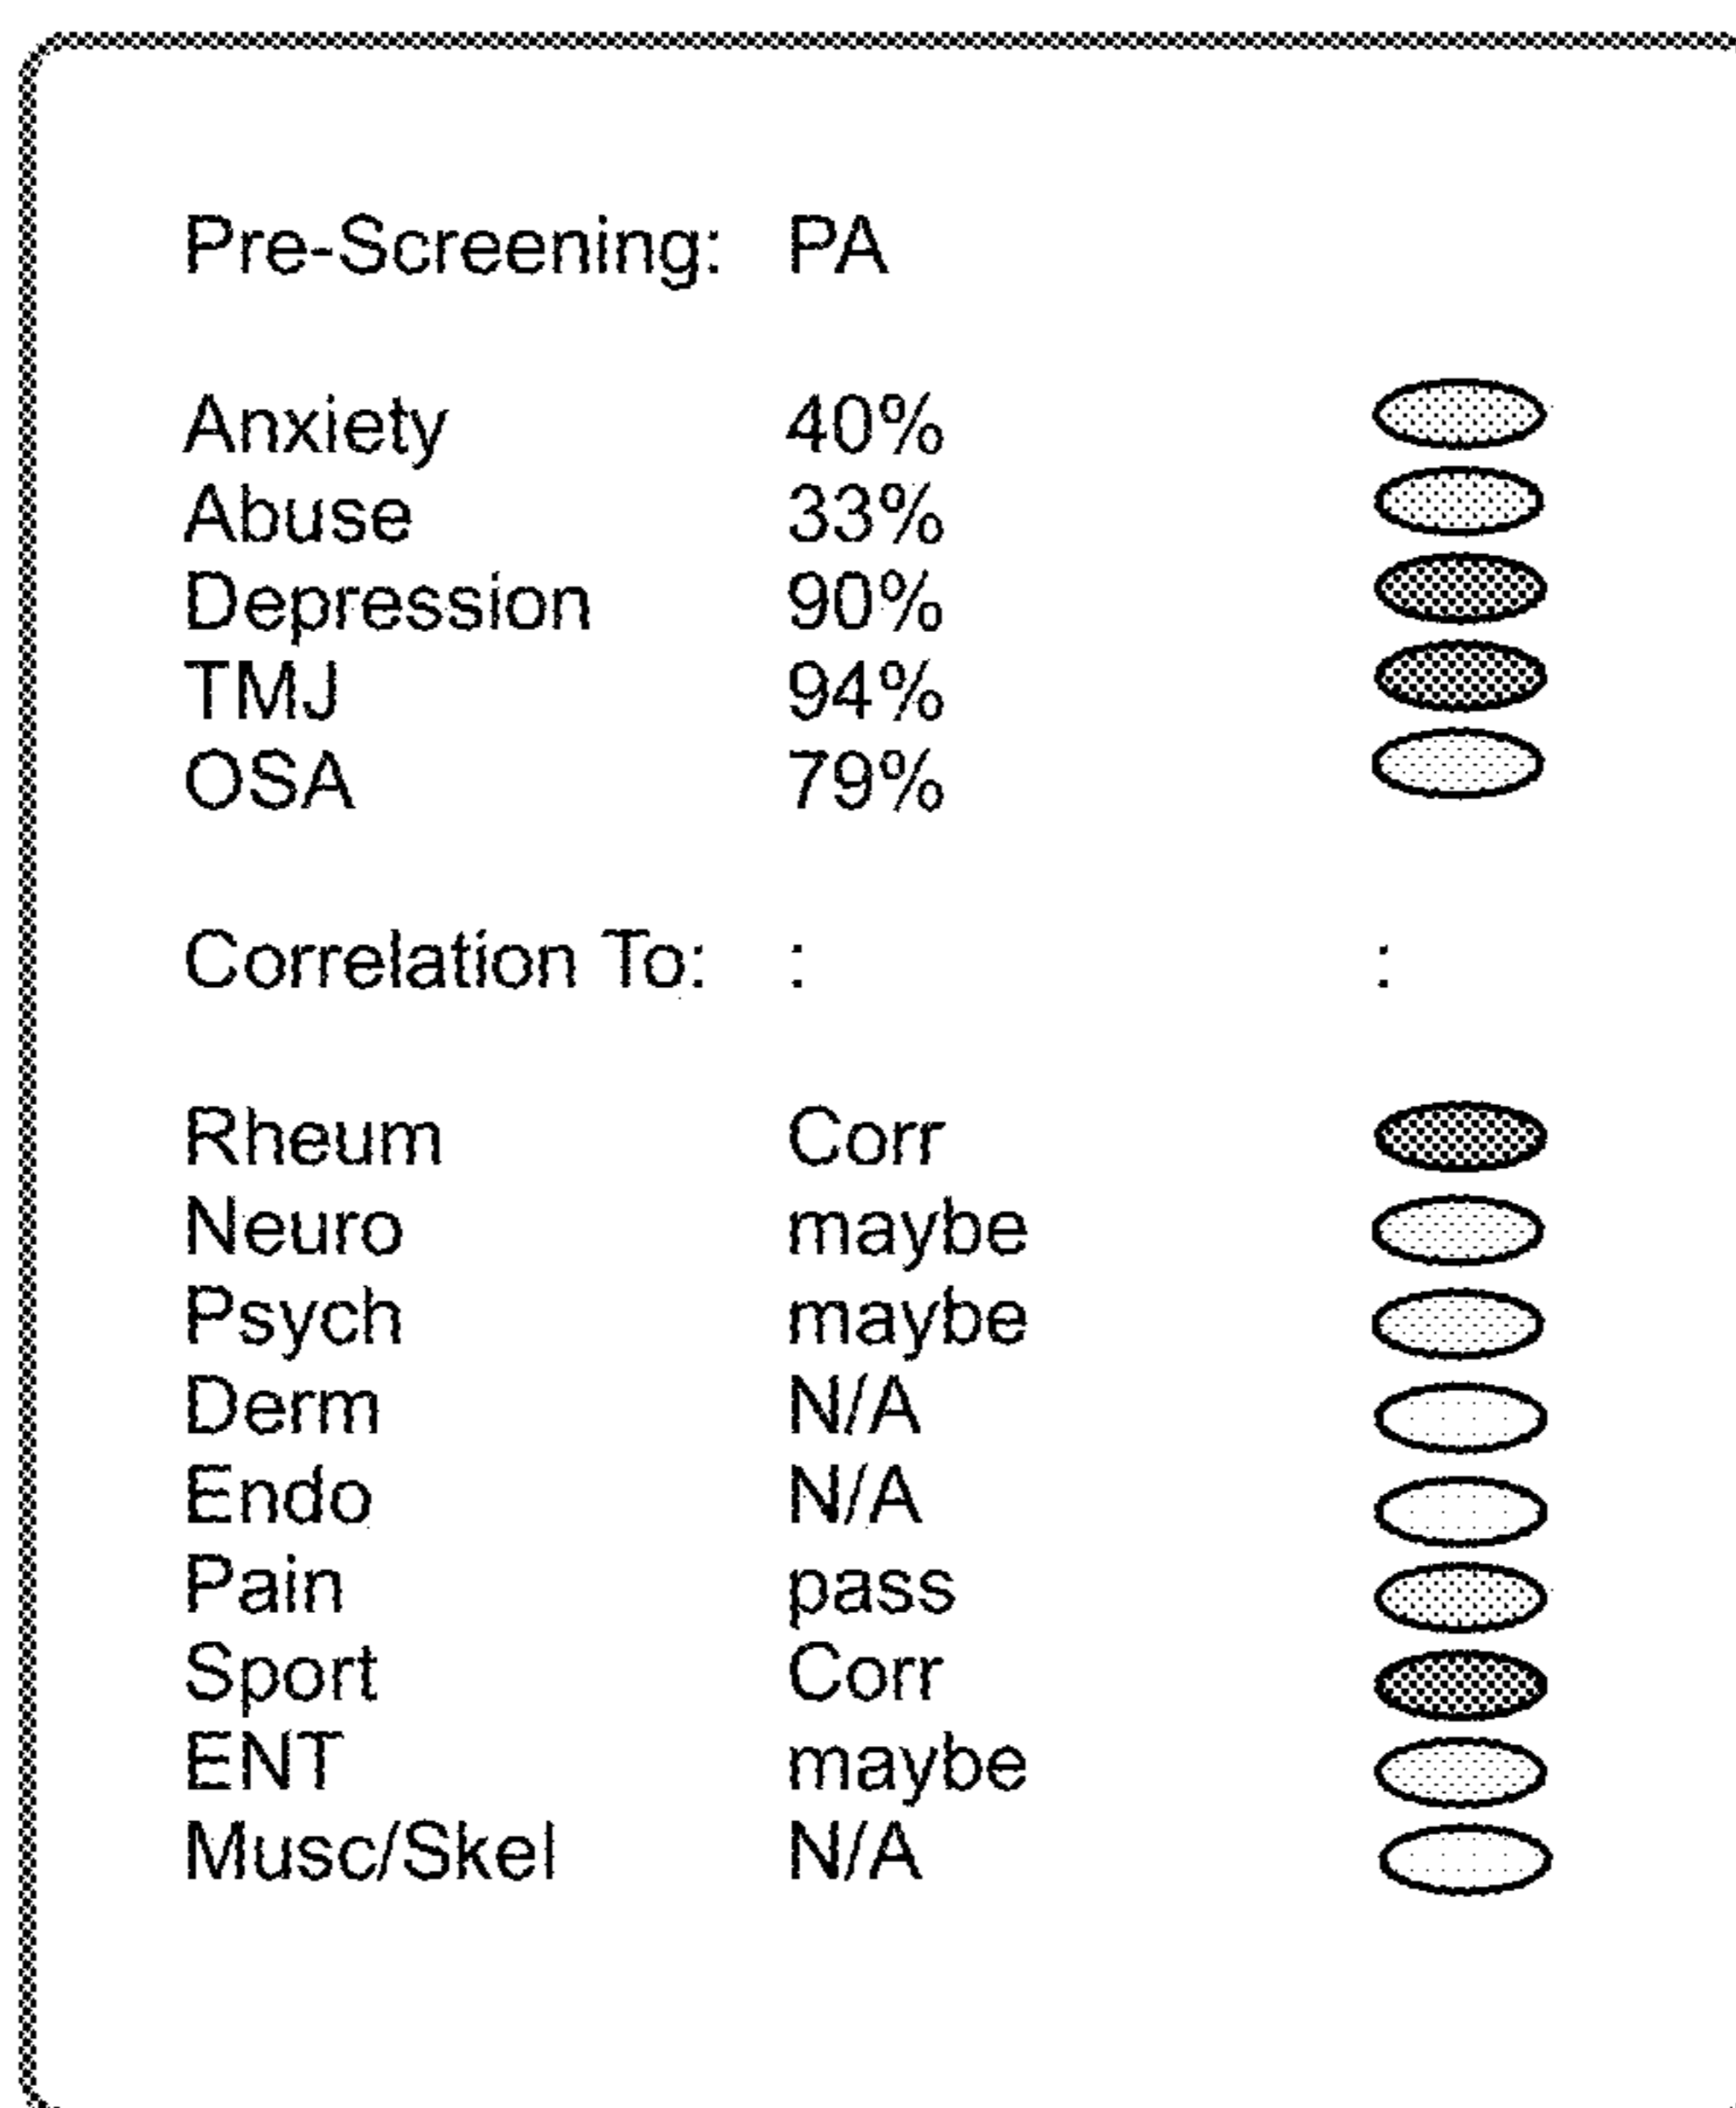 Pre-Screening: PA
Anxiety 40%
Abuse 33%
Depression 90%
TMJ 94%
OSA 79%
Correlation To: : :
Rheum Corr
Neuro maybe
Psych maybe
Derm N/A
Endo N/A
Pain pass
Sport Corr
ENT maybe
Musc/Skel N/A